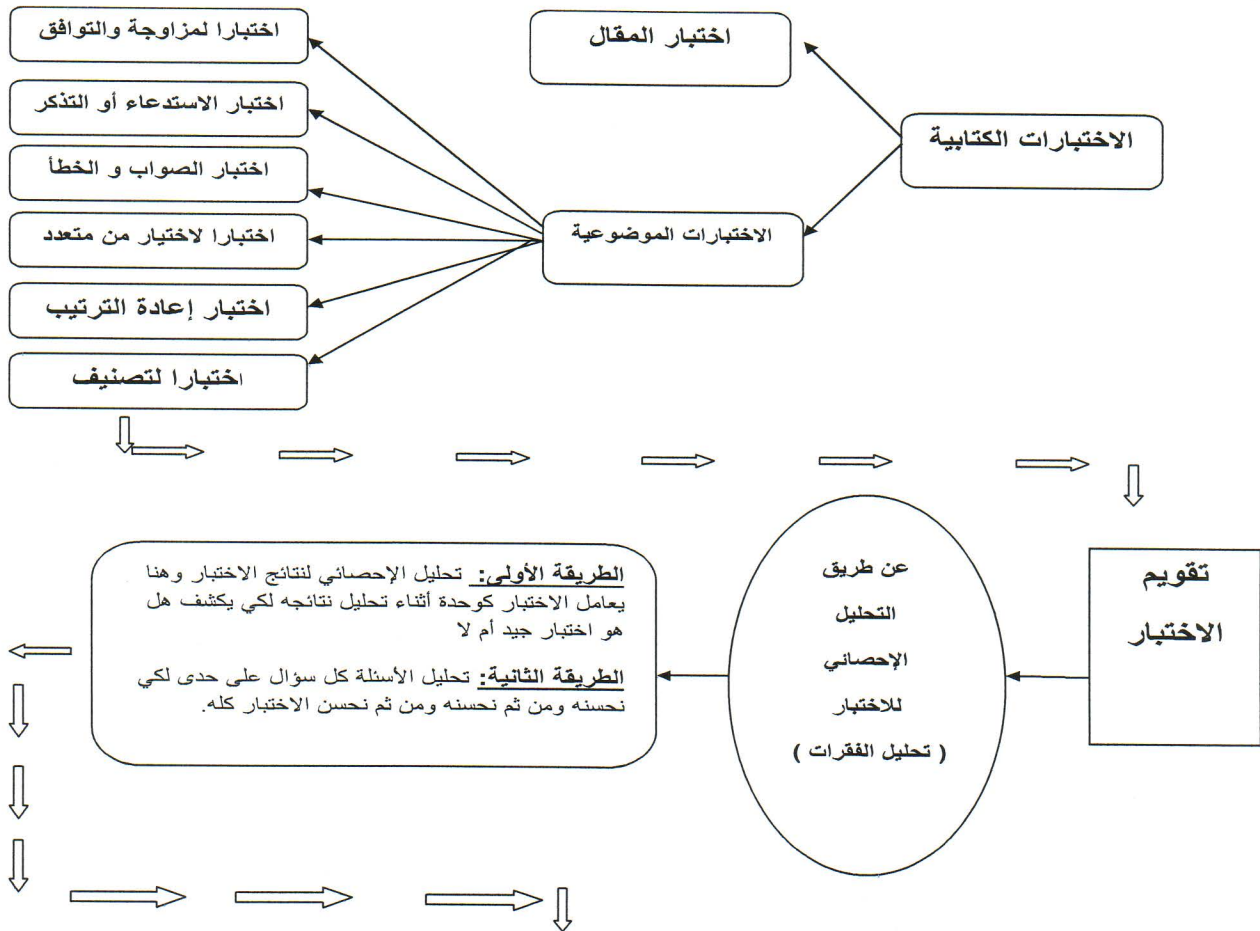 الاختبارات الكتابية
اختبار المقال
الاختبارات الموضوعية
اختبارا لمزاوجة والتوافق
اختبار الاستدعاء أو التذكر
اختبار الصواب و الخطأ
اختبارا لاختيار من متعدد
اختبار إعادة الترتيب
اختبارا لتصنيف
تقويم
الاختبار
عن طريق
التحليل
الإحصائي
للاختبار
( تحليل الفقرات )
الطريقة الأولى: تحليل الإحصائي لنتائج الاختبار وهنا
يعامل الاختبار كوحدة أثناء تحليل نتائجه لكي يكشف هل
هو اختبار جيد أم لا
الطريقة الثانية: تحليل الأسئلة كل سؤال على حدى لكي
نحسنه ومن ثم نحسنه ومن ثم نحسن الاختبار كله.